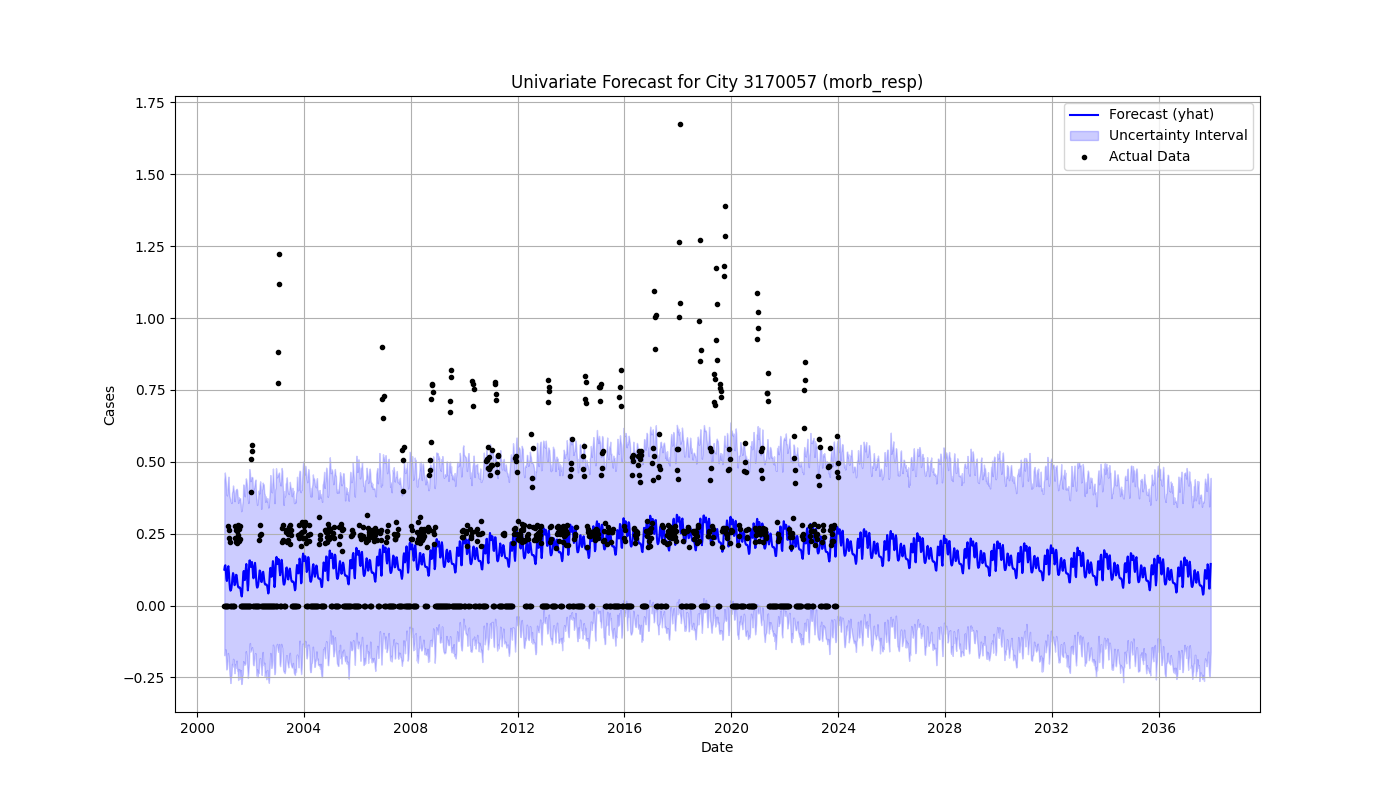 Univariate Forecast for City 3170057 (morb_resp)
Forecast (yhat)
Uncertainty Interval
Actual Data
Cases
1.75
1.50
1.25
1.00
0.75
0.50
0.25
0.00
−0.25
2000 2004 2008 2012 2016 2020 2024 2028 2032 2036
Date